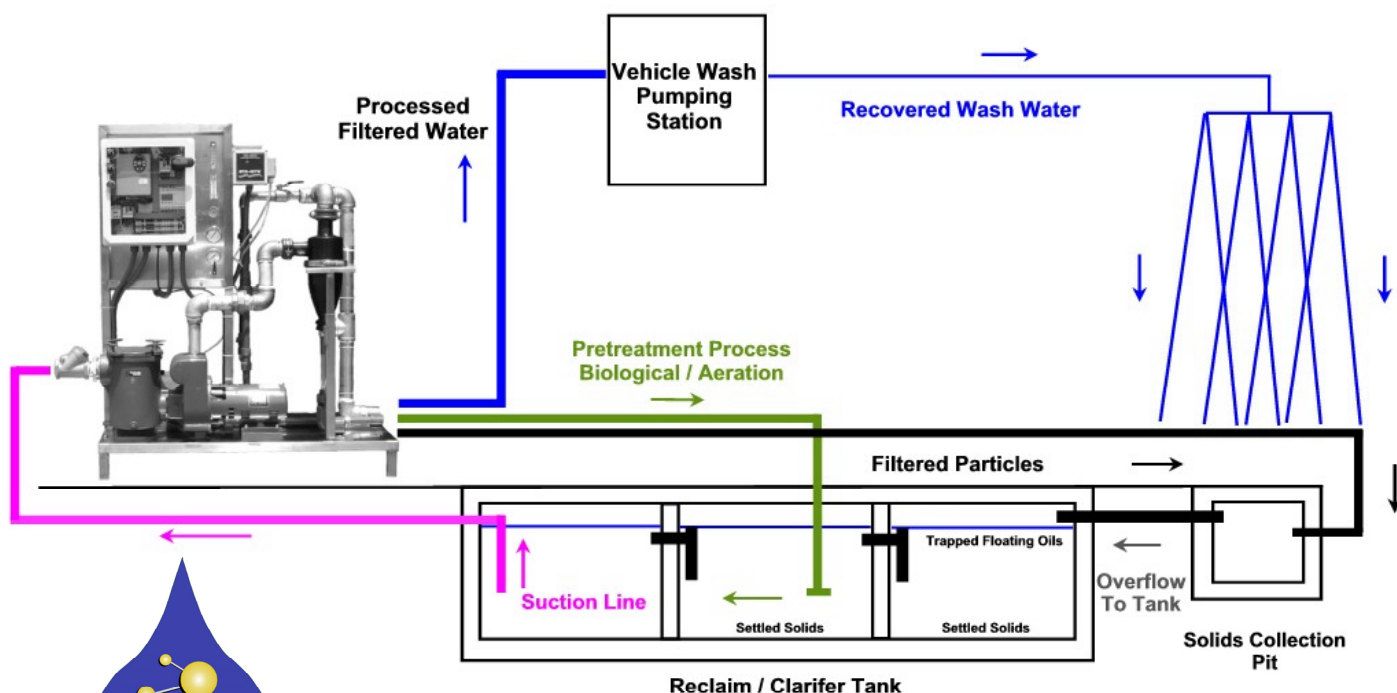 Vehicle Wash
Pumping
Station
Processed
Filtered Water
Recovered Wash Water
Pretreatment Process
Biological / Aeration
Filtered Particles
Trapped Floating Oils
Suction Line
Settled Solids
Settled Solids
Overflow
To Tank
Solids Collection
Pit
Reclaim / Clarifer Tank